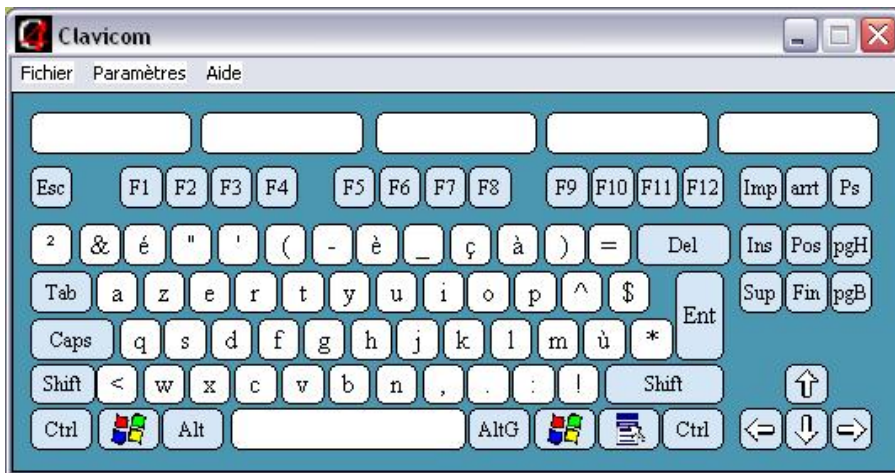 Clavicom
Fichier Paramètres Aide
Esc F1 F2 F3 F4 F5 F6 F7 F8 F9 F10 F11 F12 Imp arrt Ps
² & é " ' ( - è _ ç à ) = Del Ins Pos pgH
Tab a z e r t y u i o p ^ $ Ent Sup Fin pgB
Caps q s d f g h j k l m ù *
Shift < w x c v b n , . : ! Shift
Ctrl Alt AltG Ctrl